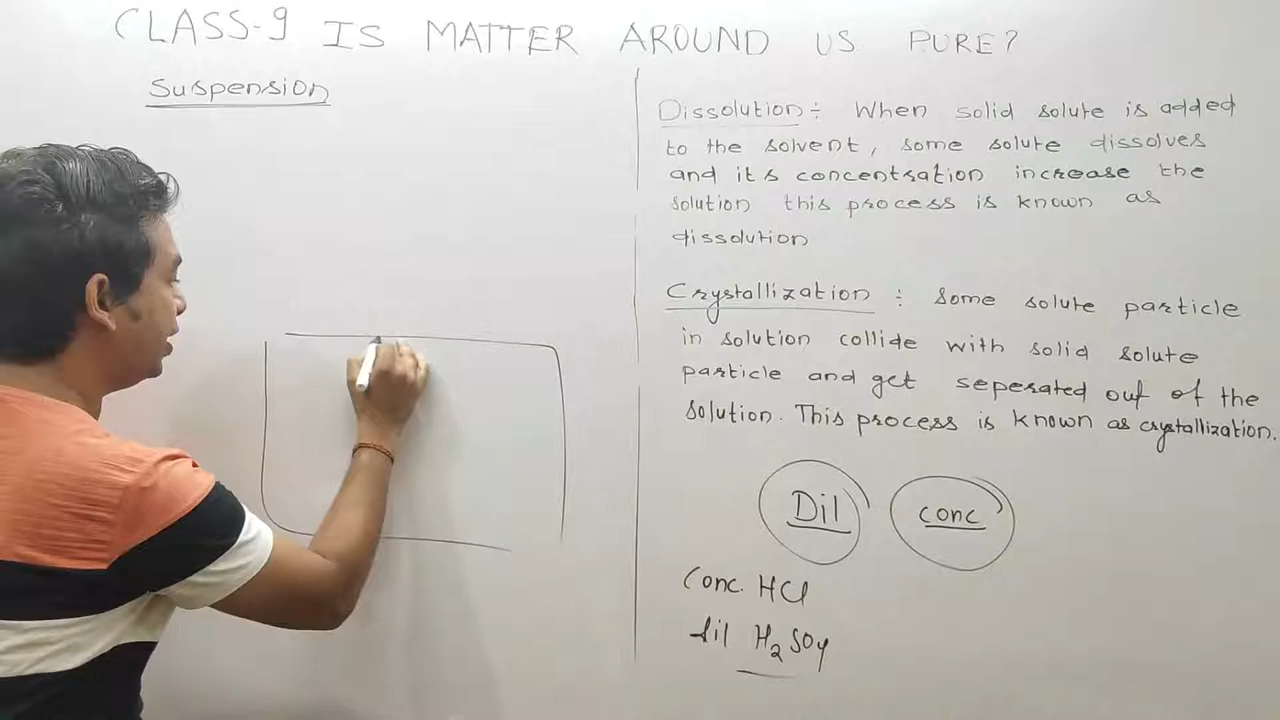 CLASS-9 IS MATTER AROUND US PURE?
Suspension
Dissolution ÷ When solid solute is added
to the solvent, some solute dissolves
and its concentration increase the
solution this process is known as
dissolution
Crystallization : Some solute particle
in solution collide with solid solute
particle and get seperated out of the
solution. This process is known as crystallization.
Dil conc
Conc. HCl
dil H₂SO₄